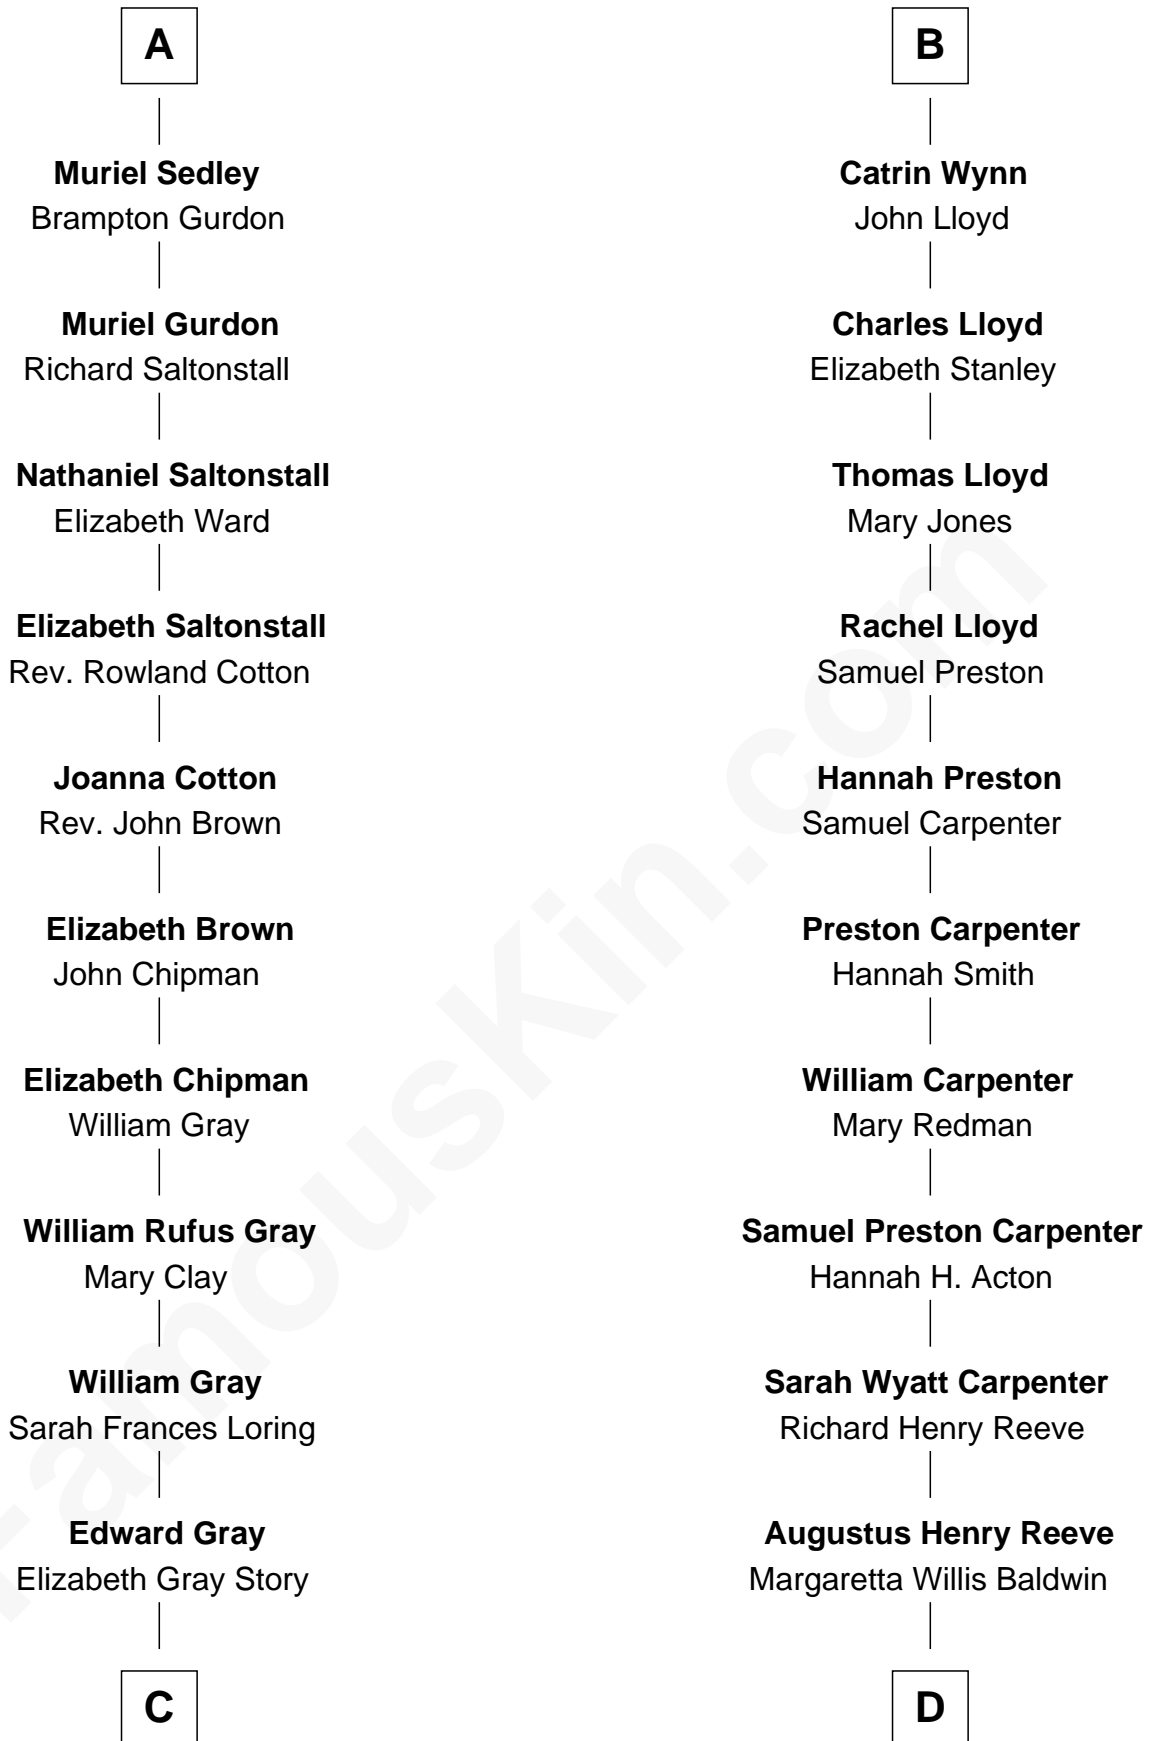 A
Muriel Sedley
Brampton Gurdon
Muriel Gurdon
Richard Saltonstall
Nathaniel Saltonstall
Elizabeth Ward
Elizabeth Saltonstall
Rev. Rowland Cotton
Joanna Cotton
Rev. John Brown
Elizabeth Brown
John Chipman
Elizabeth Chipman
William Gray
William Rufus Gray
Mary Clay
William Gray
Sarah Frances Loring
Edward Gray
Elizabeth Gray Story
C
B
Catrin Wynn
John Lloyd
Charles Lloyd
Elizabeth Stanley
Thomas Lloyd
Mary Jones
Rachel Lloyd
Samuel Preston
Hannah Preston
Samuel Carpenter
Preston Carpenter
Hannah Smith
William Carpenter
Mary Redman
Samuel Preston Carpenter
Hannah H. Acton
Sarah Wyatt Carpenter
Richard Henry Reeve
Augustus Henry Reeve
Margaretta Willis Baldwin
D
FamousKin.com